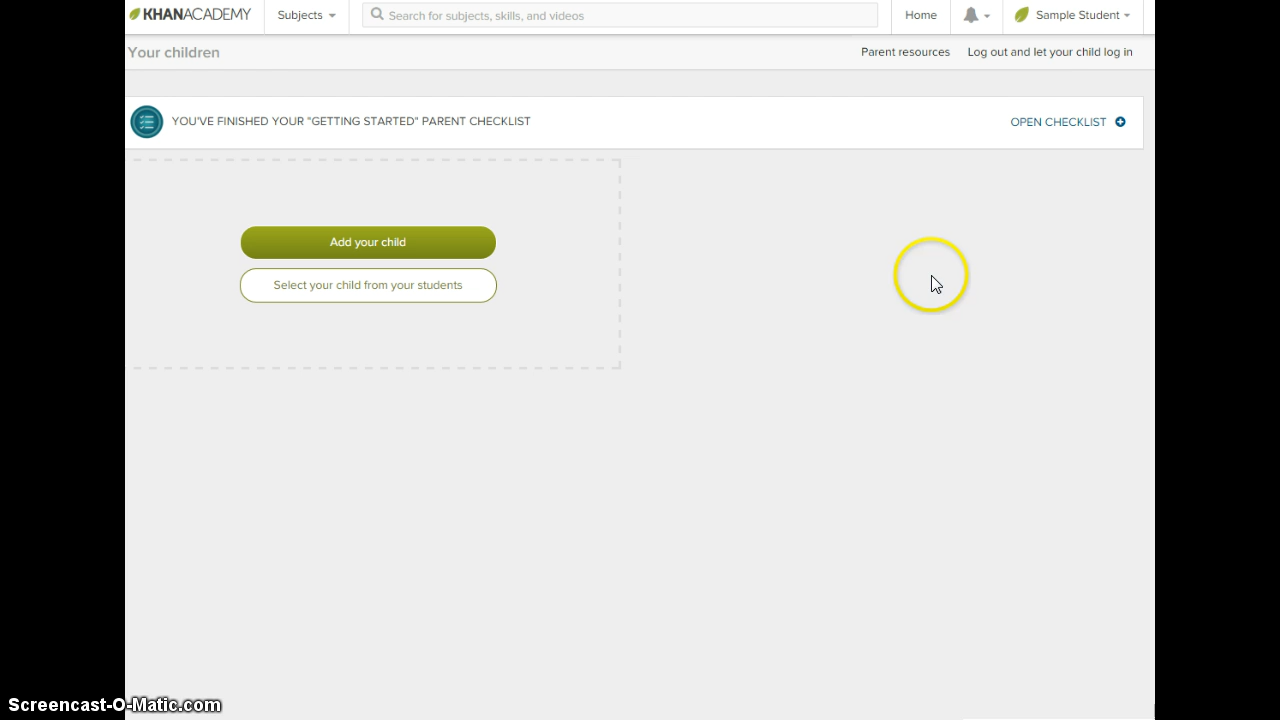 KHANACADEMY
Subjects
Search for subjects, skills, and videos
Home
Sample Student
Your children
Parent resources
Log out and let your child log in
YOU'VE FINISHED YOUR "GETTING STARTED" PARENT CHECKLIST
OPEN CHECKLIST
Add your child
Select your child from your students
Screencast-O-Matic.com